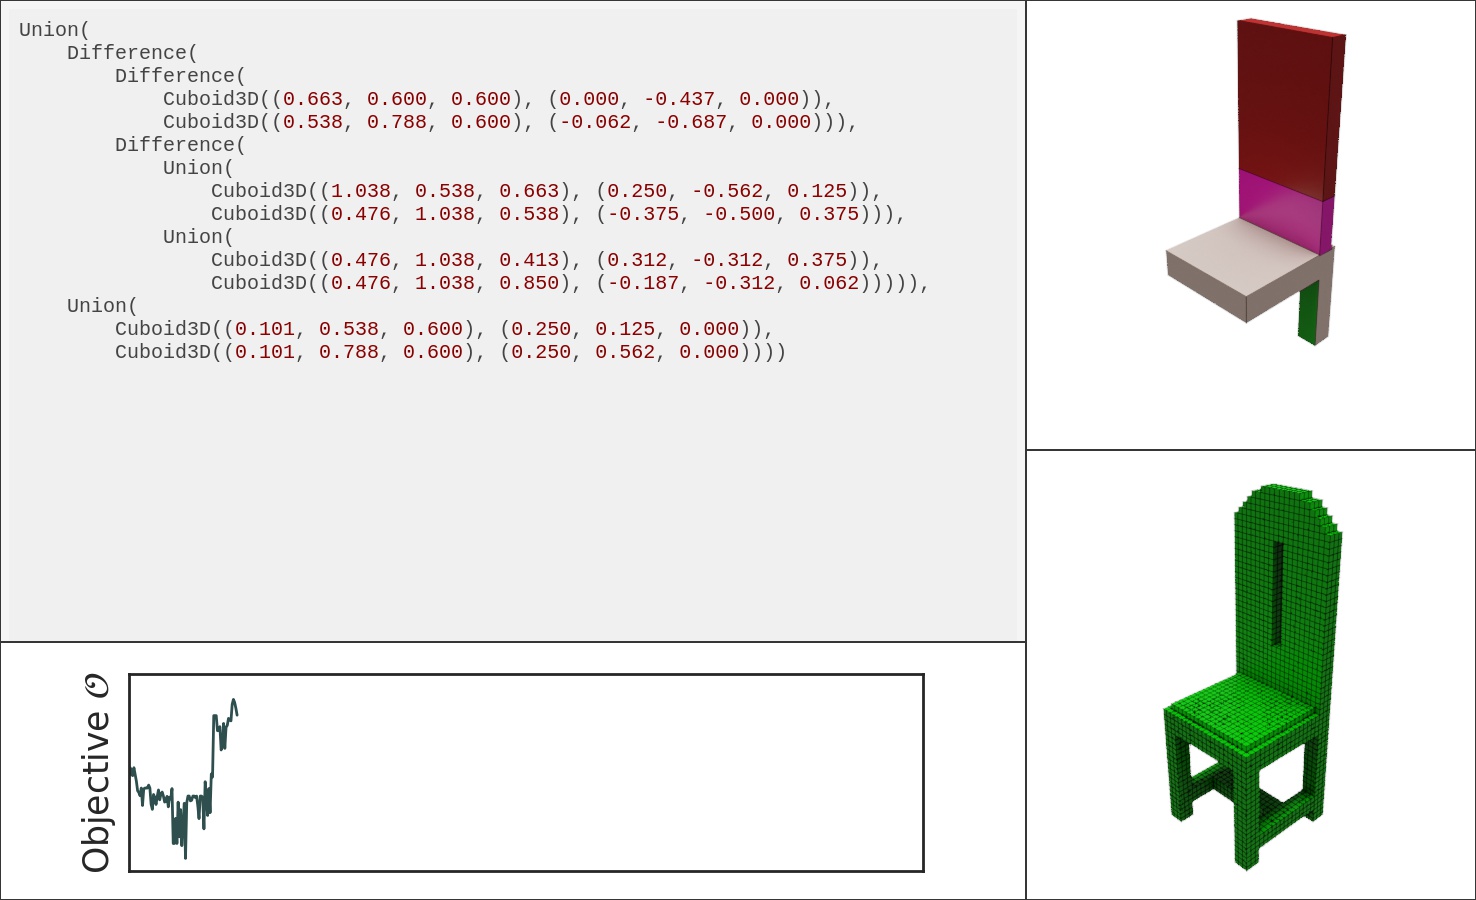 Union(
    Difference(
        Difference(
            Cuboid3D((0.663, 0.600, 0.600), (0.000, -0.437, 0.000)),
            Cuboid3D((0.538, 0.788, 0.600), (-0.062, -0.687, 0.000))),
        Difference(
            Union(
                Cuboid3D((1.038, 0.538, 0.663), (0.250, -0.562, 0.125)),
                Cuboid3D((0.476, 1.038, 0.538), (-0.375, -0.500, 0.375))),
            Union(
                Cuboid3D((0.476, 1.038, 0.413), (0.312, -0.312, 0.375)),
                Cuboid3D((0.476, 1.038, 0.850), (-0.187, -0.312, 0.062))))),
    Union(
        Cuboid3D((0.101, 0.538, 0.600), (0.250, 0.125, 0.000)),
        Cuboid3D((0.101, 0.788, 0.600), (0.250, 0.562, 0.000))))
Objective 𝒪